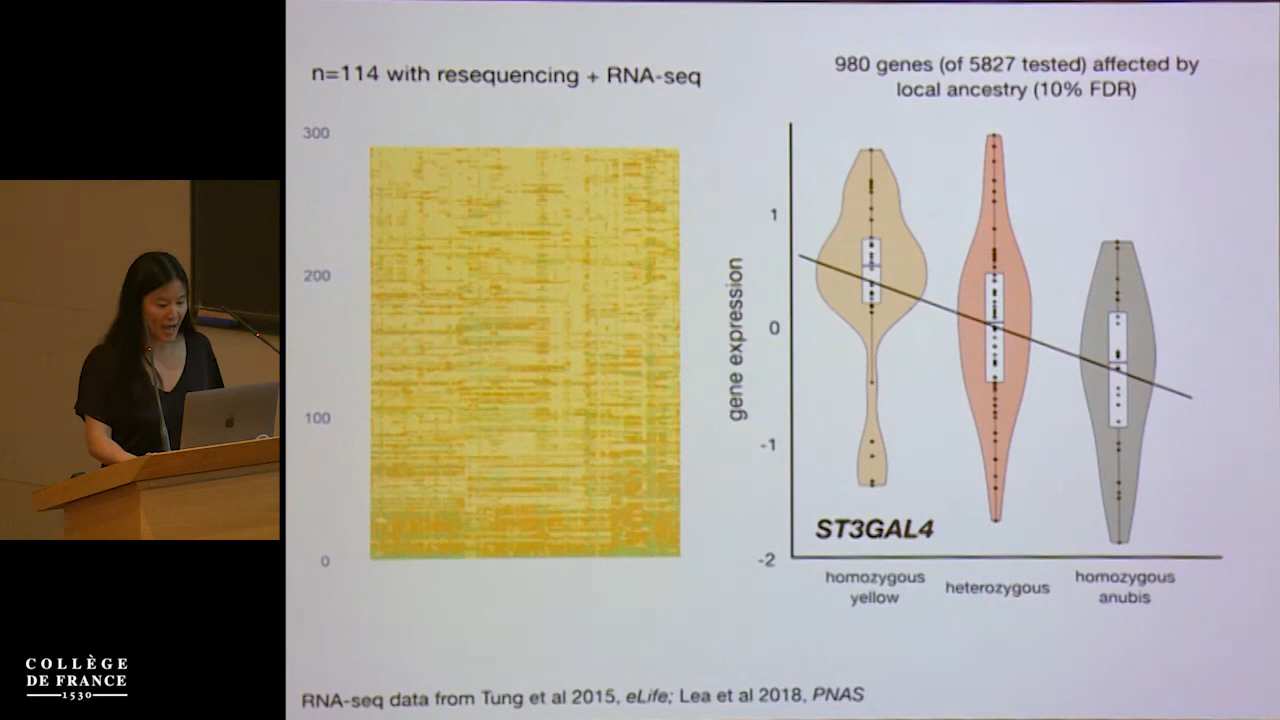 n=114 with resequencing + RNA-seq
300
200
100
0
980 genes (of 5827 tested) affected by
local ancestry (10% FDR)
gene expression
1
0
-1
-2
ST3GAL4
homozygous
yellow
heterozygous
homozygous
anubis
RNA-seq data from Tung et al 2015, eLife; Lea et al 2018, PNAS
COLLÈGE
DE FRANCE
1530